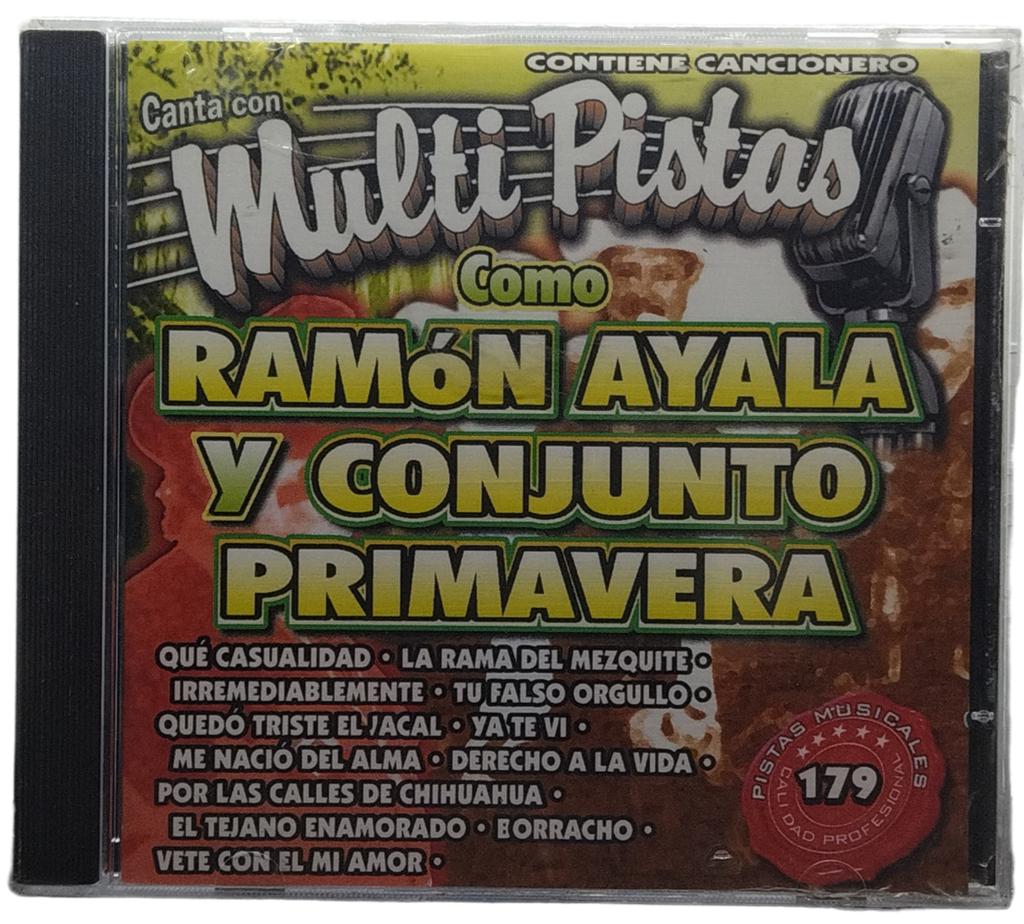 CONTIENE CANCIONERO
Canta con
Multi Pistas
Como
RAMÓN AYALA
Y CONJUNTO
PRIMAVERA
QUÉ CASUALIDAD • LA RAMA DEL MEZQUITE •
IRREMEDIABLEMENTE • TU FALSO ORGULLO •
QUEDÓ TRISTE EL JACAL • YA TE VI •
ME NACIÓ DEL ALMA • DERECHO A LA VIDA •
POR LAS CALLES DE CHIHUAHUA •
EL TEJANO ENAMORADO • BORRACHO •
VETE CON EL MI AMOR •
PISTAS MUSICALES
179
CALIDAD PROFESIONAL